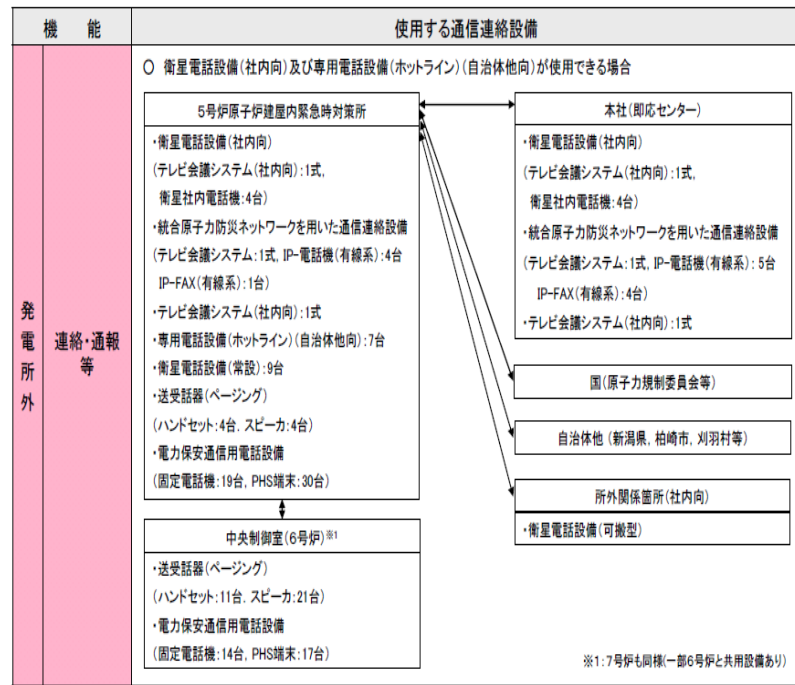 機　能
使用する通信連絡設備
発電所外
連絡・通報
等
○ 衛星電話設備(社内向)及び専用電話設備(ホットライン)(自治体他向)が使用できる場合
5号炉原子炉建屋内緊急時対策所
・衛星電話設備(社内向)
(テレビ会議システム(社内向):1式,
衛星社内電話機:4台)
・統合原子力防災ネットワークを用いた通信連絡設備
(テレビ会議システム:1式, IP-電話機(有線系):4台
IP-FAX(有線系):1台)
・テレビ会議システム(社内向):1式
・専用電話設備(ホットライン)(自治体他向):7台
・衛星電話設備(常設):9台
・送受話器(ページング)
(ハンドセット:4台. スピーカ:4台)
・電力保安通信用電話設備
(固定電話機:19台, PHS端末:30台)
中央制御室(6号炉)※1
・送受話器(ページング)
(ハンドセット:11台. スピーカ:21台)
・電力保安通信用電話設備
(固定電話機:14台, PHS端末:17台)
本社(即応センター)
・衛星電話設備(社内向)
(テレビ会議システム(社内向):1式,
衛星社内電話機:4台)
・統合原子力防災ネットワークを用いた通信連絡設備
(テレビ会議システム:1式, IP-電話機(有線系):5台
IP-FAX(有線系):4台)
・テレビ会議システム(社内向):1式
国(原子力規制委員会等)
自治体他 (新潟県, 柏崎市, 刈羽村等)
所外関係箇所(社内向)
・衛星電話設備(可搬型)
※1:7号炉も同様(一部6号炉と共用設備あり)